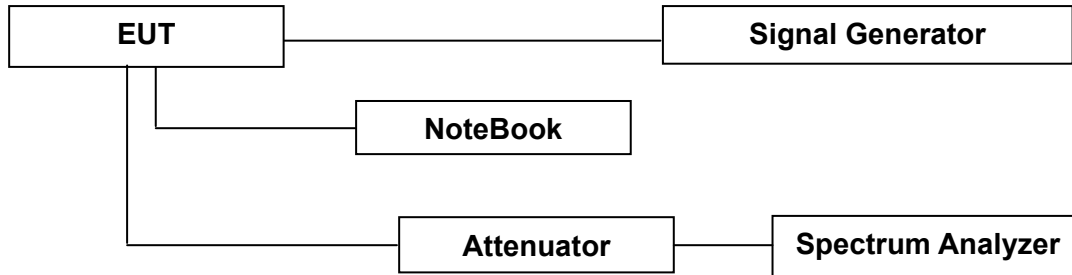 EUT
Signal Generator
NoteBook
Attenuator
Spectrum Analyzer